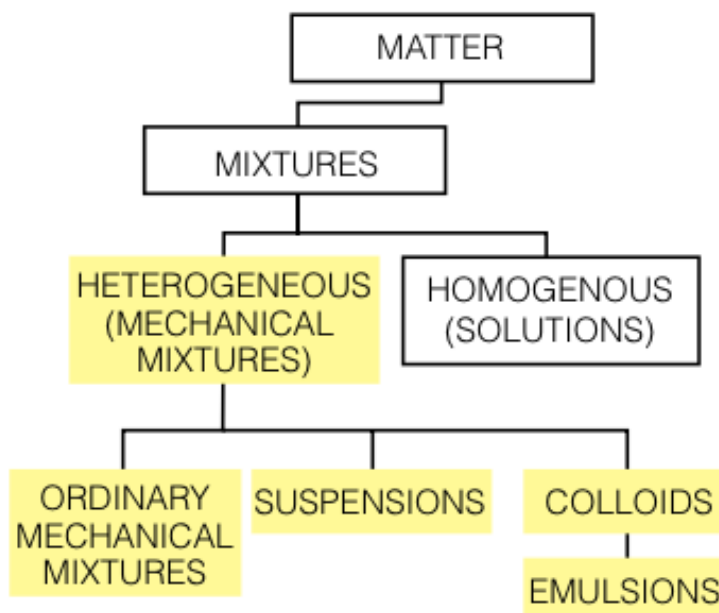 MATTER
MIXTURES
HETEROGENEOUS
(MECHANICAL
MIXTURES)
HOMOGENOUS
(SOLUTIONS)
ORDINARY
MECHANICAL
MIXTURES
SUSPENSIONS
COLLOIDS
EMULSIONS